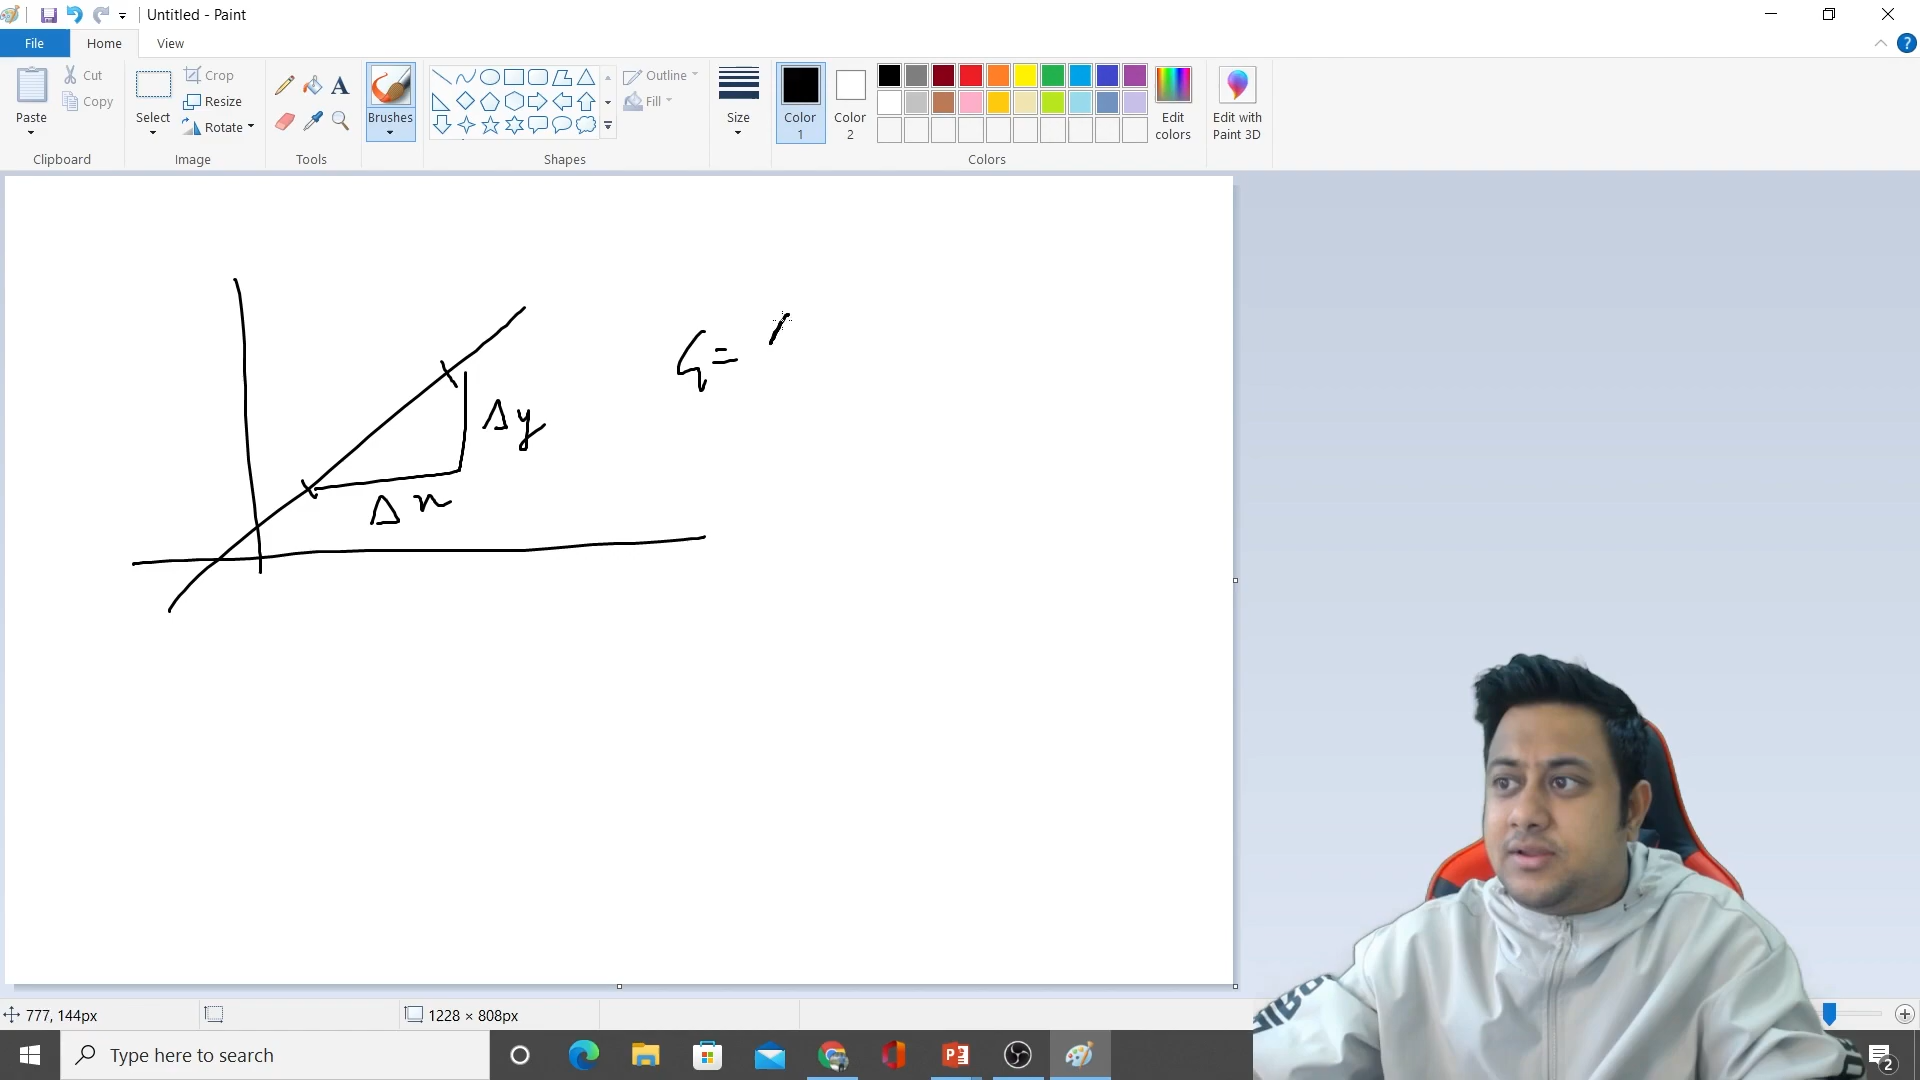 Untitled - Paint
File Home View
Cut
Copy
Paste
Clipboard
Crop
Resize
Rotate
Select
Image
Tools
Brushes
Outline
Fill
Shapes
Size
Color 1
Color 2
Edit colors
Edit with Paint 3D
Colors
G =
Δy
Δx
777, 144px
1228 × 808px
Type here to search
2